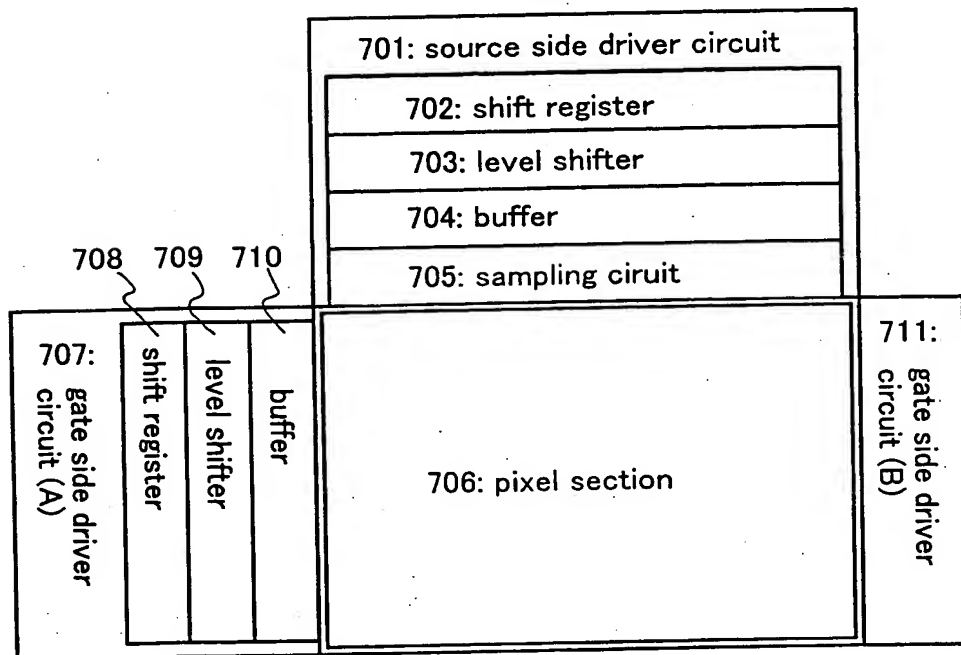 701: source side driver circuit
702: shift register
703: level shifter
704: buffer
705: sampling ciruit
708 709 710
707:
gate side driver
circuit (A)
shift register
level shifter
buffer
706: pixel section
711:
gate side driver
circuit (B)